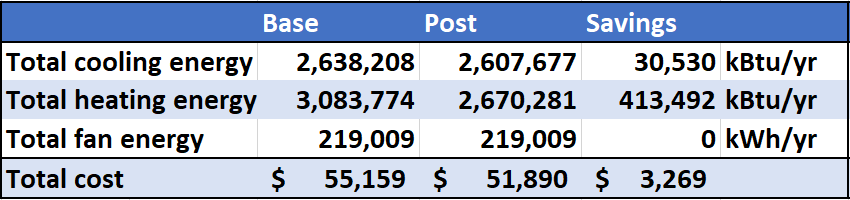 Base Post Savings
Total cooling energy 2,638,208 2,607,677 30,530 kBtu/yr
Total heating energy 3,083,774 2,670,281 413,492 kBtu/yr
Total fan energy 219,009 219,009 0 kWh/yr
Total cost $ 55,159 $ 51,890 $ 3,269